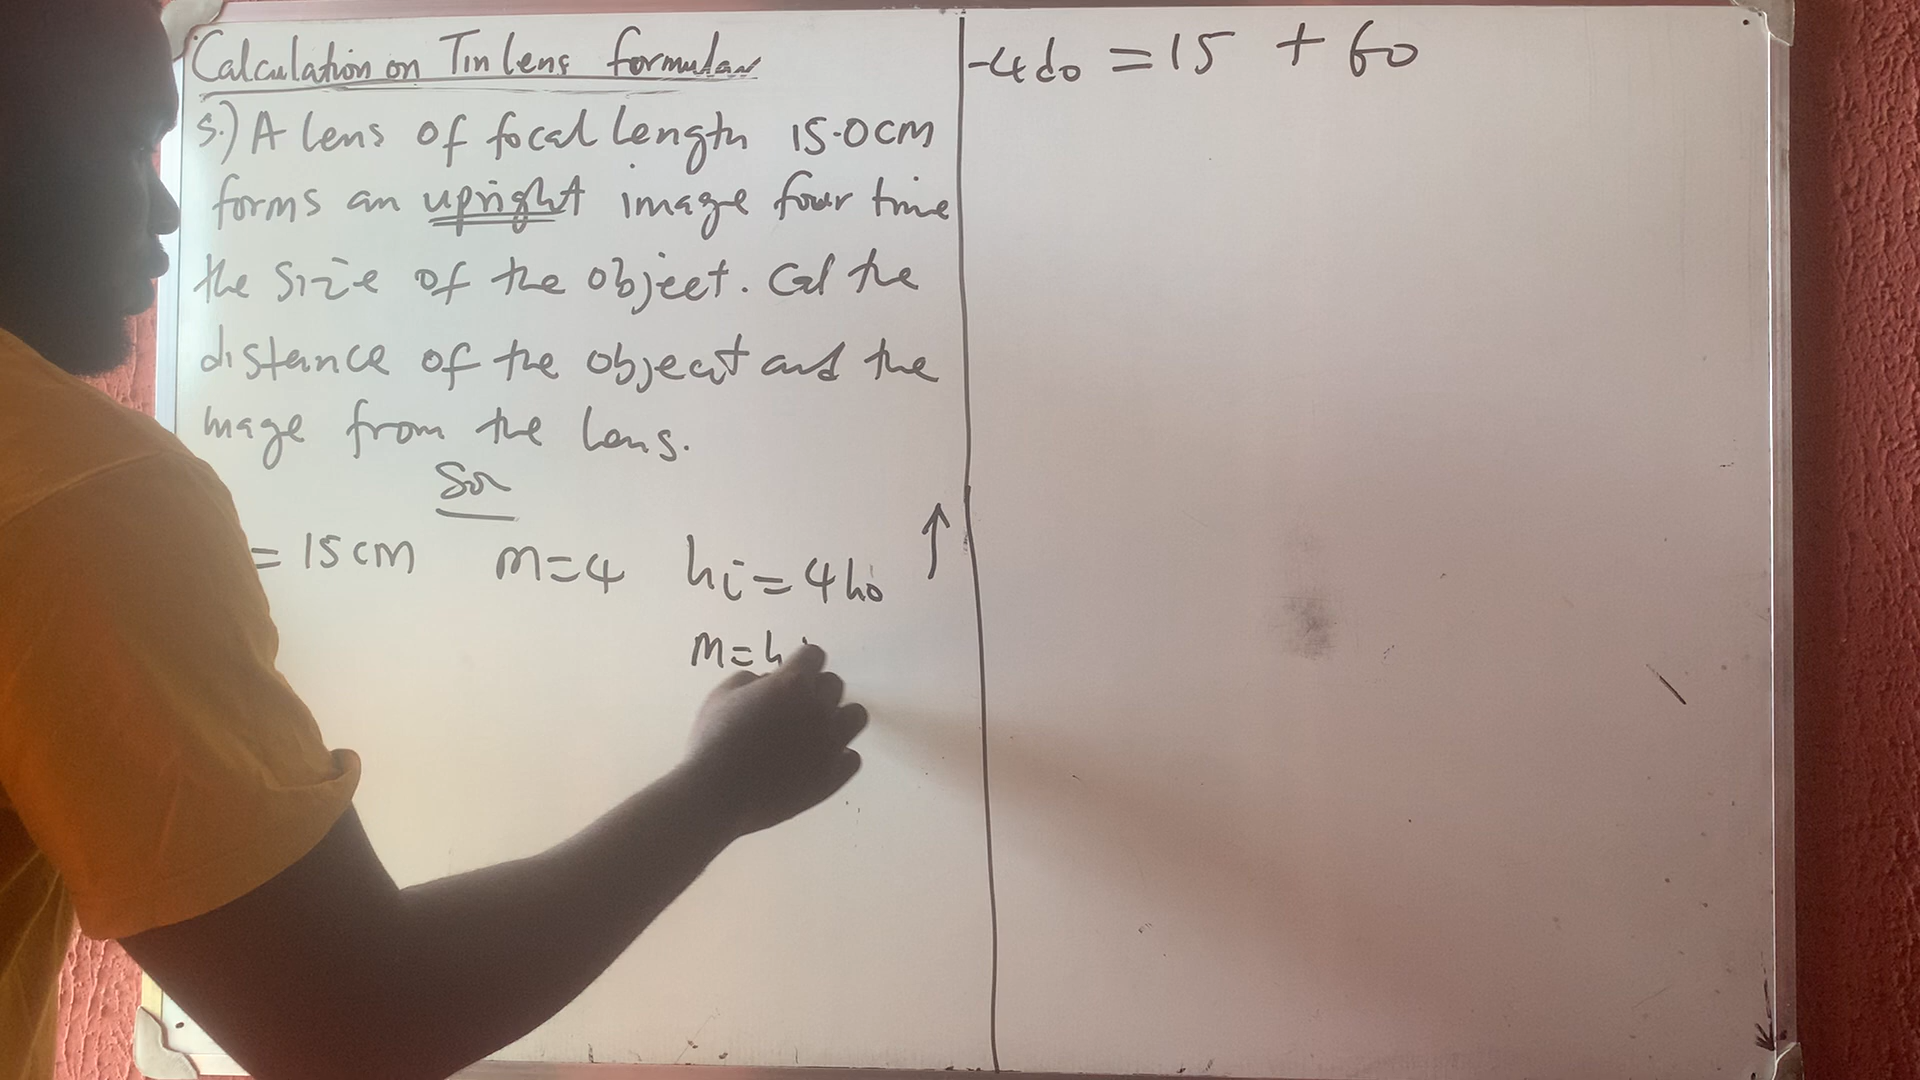 Calculation on Tin lens formular
5.) A lens of focal length 15.0cm
forms an upright image four time
the size of the object. Cal the
distance of the object and the
image from the lens.
Sol
= 15cm m=4 hi=4ho
m=h
-4do = 15 + 60